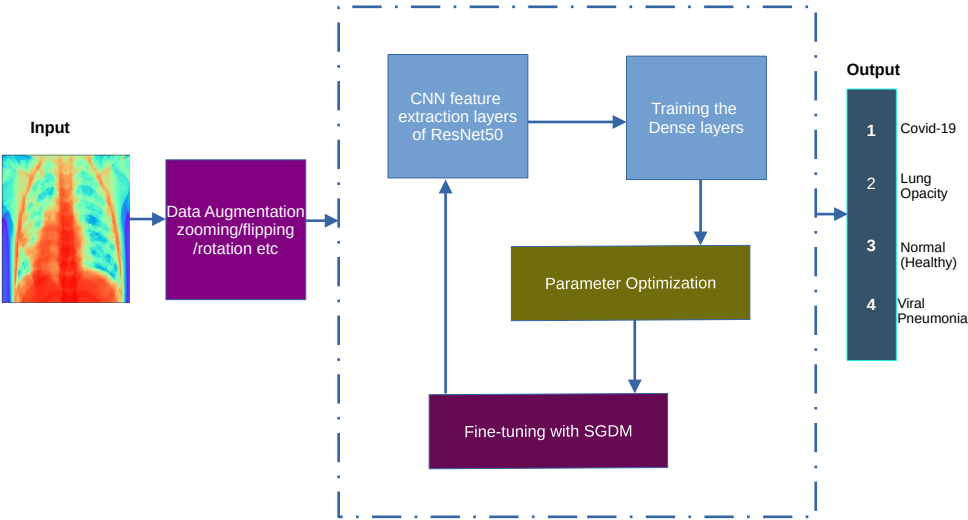 Input
Data Augmentation
zooming/flipping
/rotation etc
CNN feature
extraction layers
of ResNet50
Training the
Dense layers
Parameter Optimization
Fine-tuning with SGDM
Output
1 Covid-19
2 Lung
Opacity
3 Normal
(Healthy)
4 Viral
Pneumonia